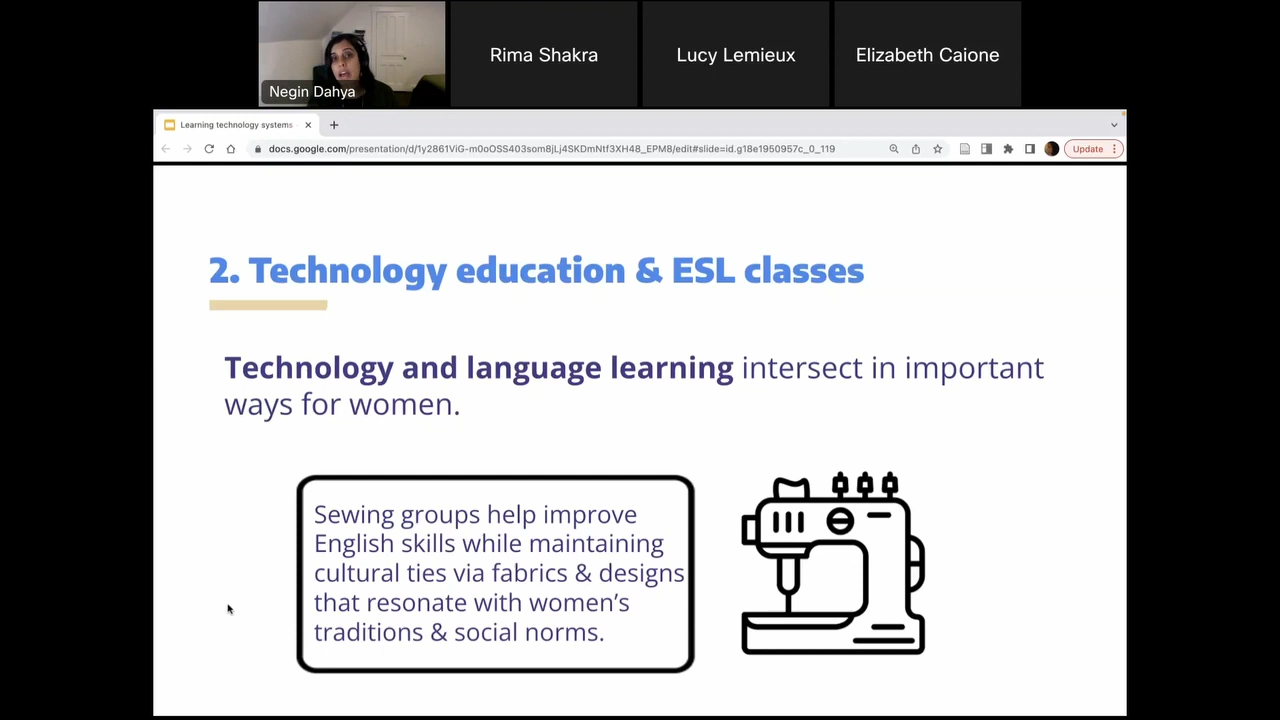 Rima Shakra
Lucy Lemieux
Elizabeth Caione
Negin Dahya
Learning technology systems
docs.google.com/presentation/d/1y2861ViG-m0oOSS403som8jLj4SKDmNtf3XH48_EPM8/edit#slide=id.g18e1950957c_0_119
Update
2. Technology education & ESL classes
Technology and language learning intersect in important
ways for women.
Sewing groups help improve
English skills while maintaining
cultural ties via fabrics & designs
that resonate with women’s
traditions & social norms.